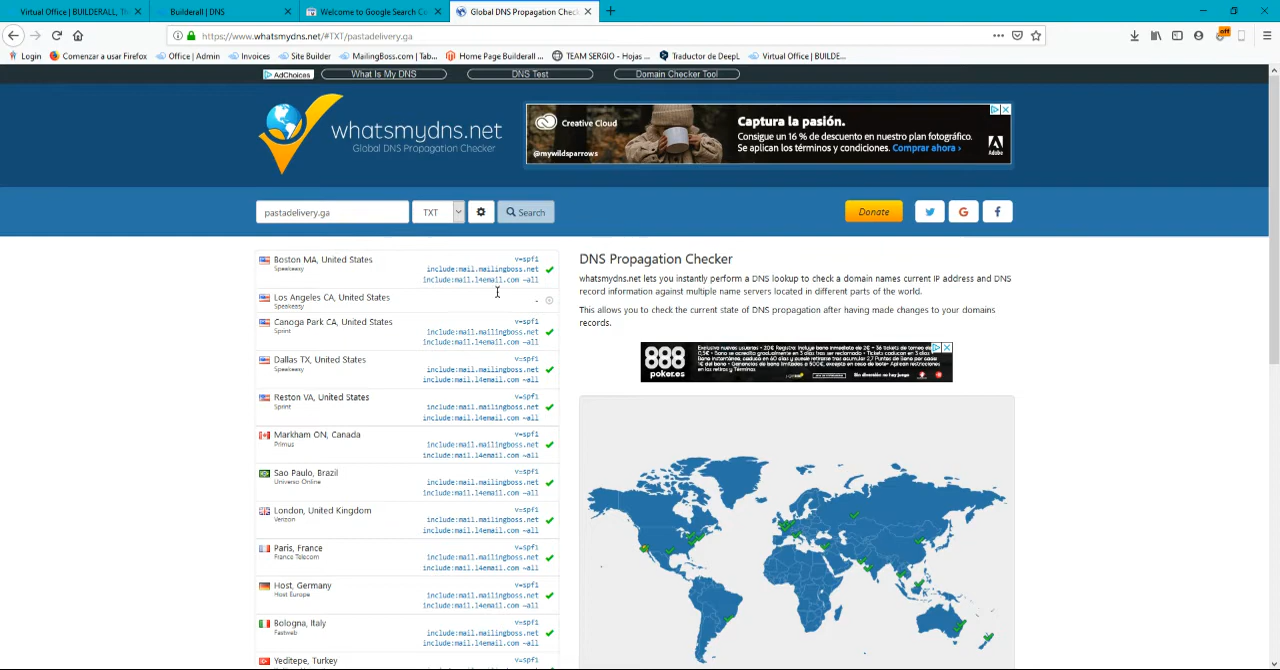 Virtual Office | BUILDERALL, Th
Builderall | DNS
Welcome to Google Search Co
Global DNS Propagation Check
https://www.whatsmydns.net/#TXT/pastadelivery.ga
off
Login
Comenzar a usar Firefox
Office | Admin
Invoices
Site Builder
MailingBoss.com | Tab...
Home Page Builderall ...
TEAM SERGIO - Hojas ...
Traductor de DeepL
Virtual Office | BUILDE...
AdChoices
What Is My DNS
DNS Test
Domain Checker Tool
whatsmydns.net
Global DNS Propagation Checker
Creative Cloud
@mywildsparrows
Captura la pasión.
Consigue un 16 % de descuento en nuestro plan fotográfico.
Se aplican los términos y condiciones. Comprar ahora ›
Adobe
pastadelivery.ga
TXT
Search
Donate
Boston MA, United States
Speakeasy
v=spf1
include:mail.mailingboss.net
include:mail.14email.com ~all
Los Angeles CA, United States
Speakeasy
-
Canoga Park CA, United States
Sprint
v=spf1
include:mail.mailingboss.net
include:mail.14email.com ~all
Dallas TX, United States
Speakeasy
v=spf1
include:mail.mailingboss.net
include:mail.14email.com ~all
Reston VA, United States
Sprint
v=spf1
include:mail.mailingboss.net
include:mail.14email.com ~all
Markham ON, Canada
Primus
v=spf1
include:mail.mailingboss.net
include:mail.14email.com ~all
Sao Paulo, Brazil
Universo Online
v=spf1
include:mail.mailingboss.net
include:mail.14email.com ~all
London, United Kingdom
Verizon
v=spf1
include:mail.mailingboss.net
include:mail.14email.com ~all
Paris, France
France Telecom
v=spf1
include:mail.mailingboss.net
include:mail.14email.com ~all
Host, Germany
Host Europe
v=spf1
include:mail.mailingboss.net
include:mail.14email.com ~all
Bologna, Italy
Fastweb
v=spf1
include:mail.mailingboss.net
include:mail.14email.com ~all
Yeditepe, Turkey
v=spf1
DNS Propagation Checker
whatsmydns.net lets you instantly perform a DNS lookup to check a domain names current IP address and DNS
record information against multiple name servers located in different parts of the world.
This allows you to check the current state of DNS propagation after having made changes to your domains
records.
888
poker.es